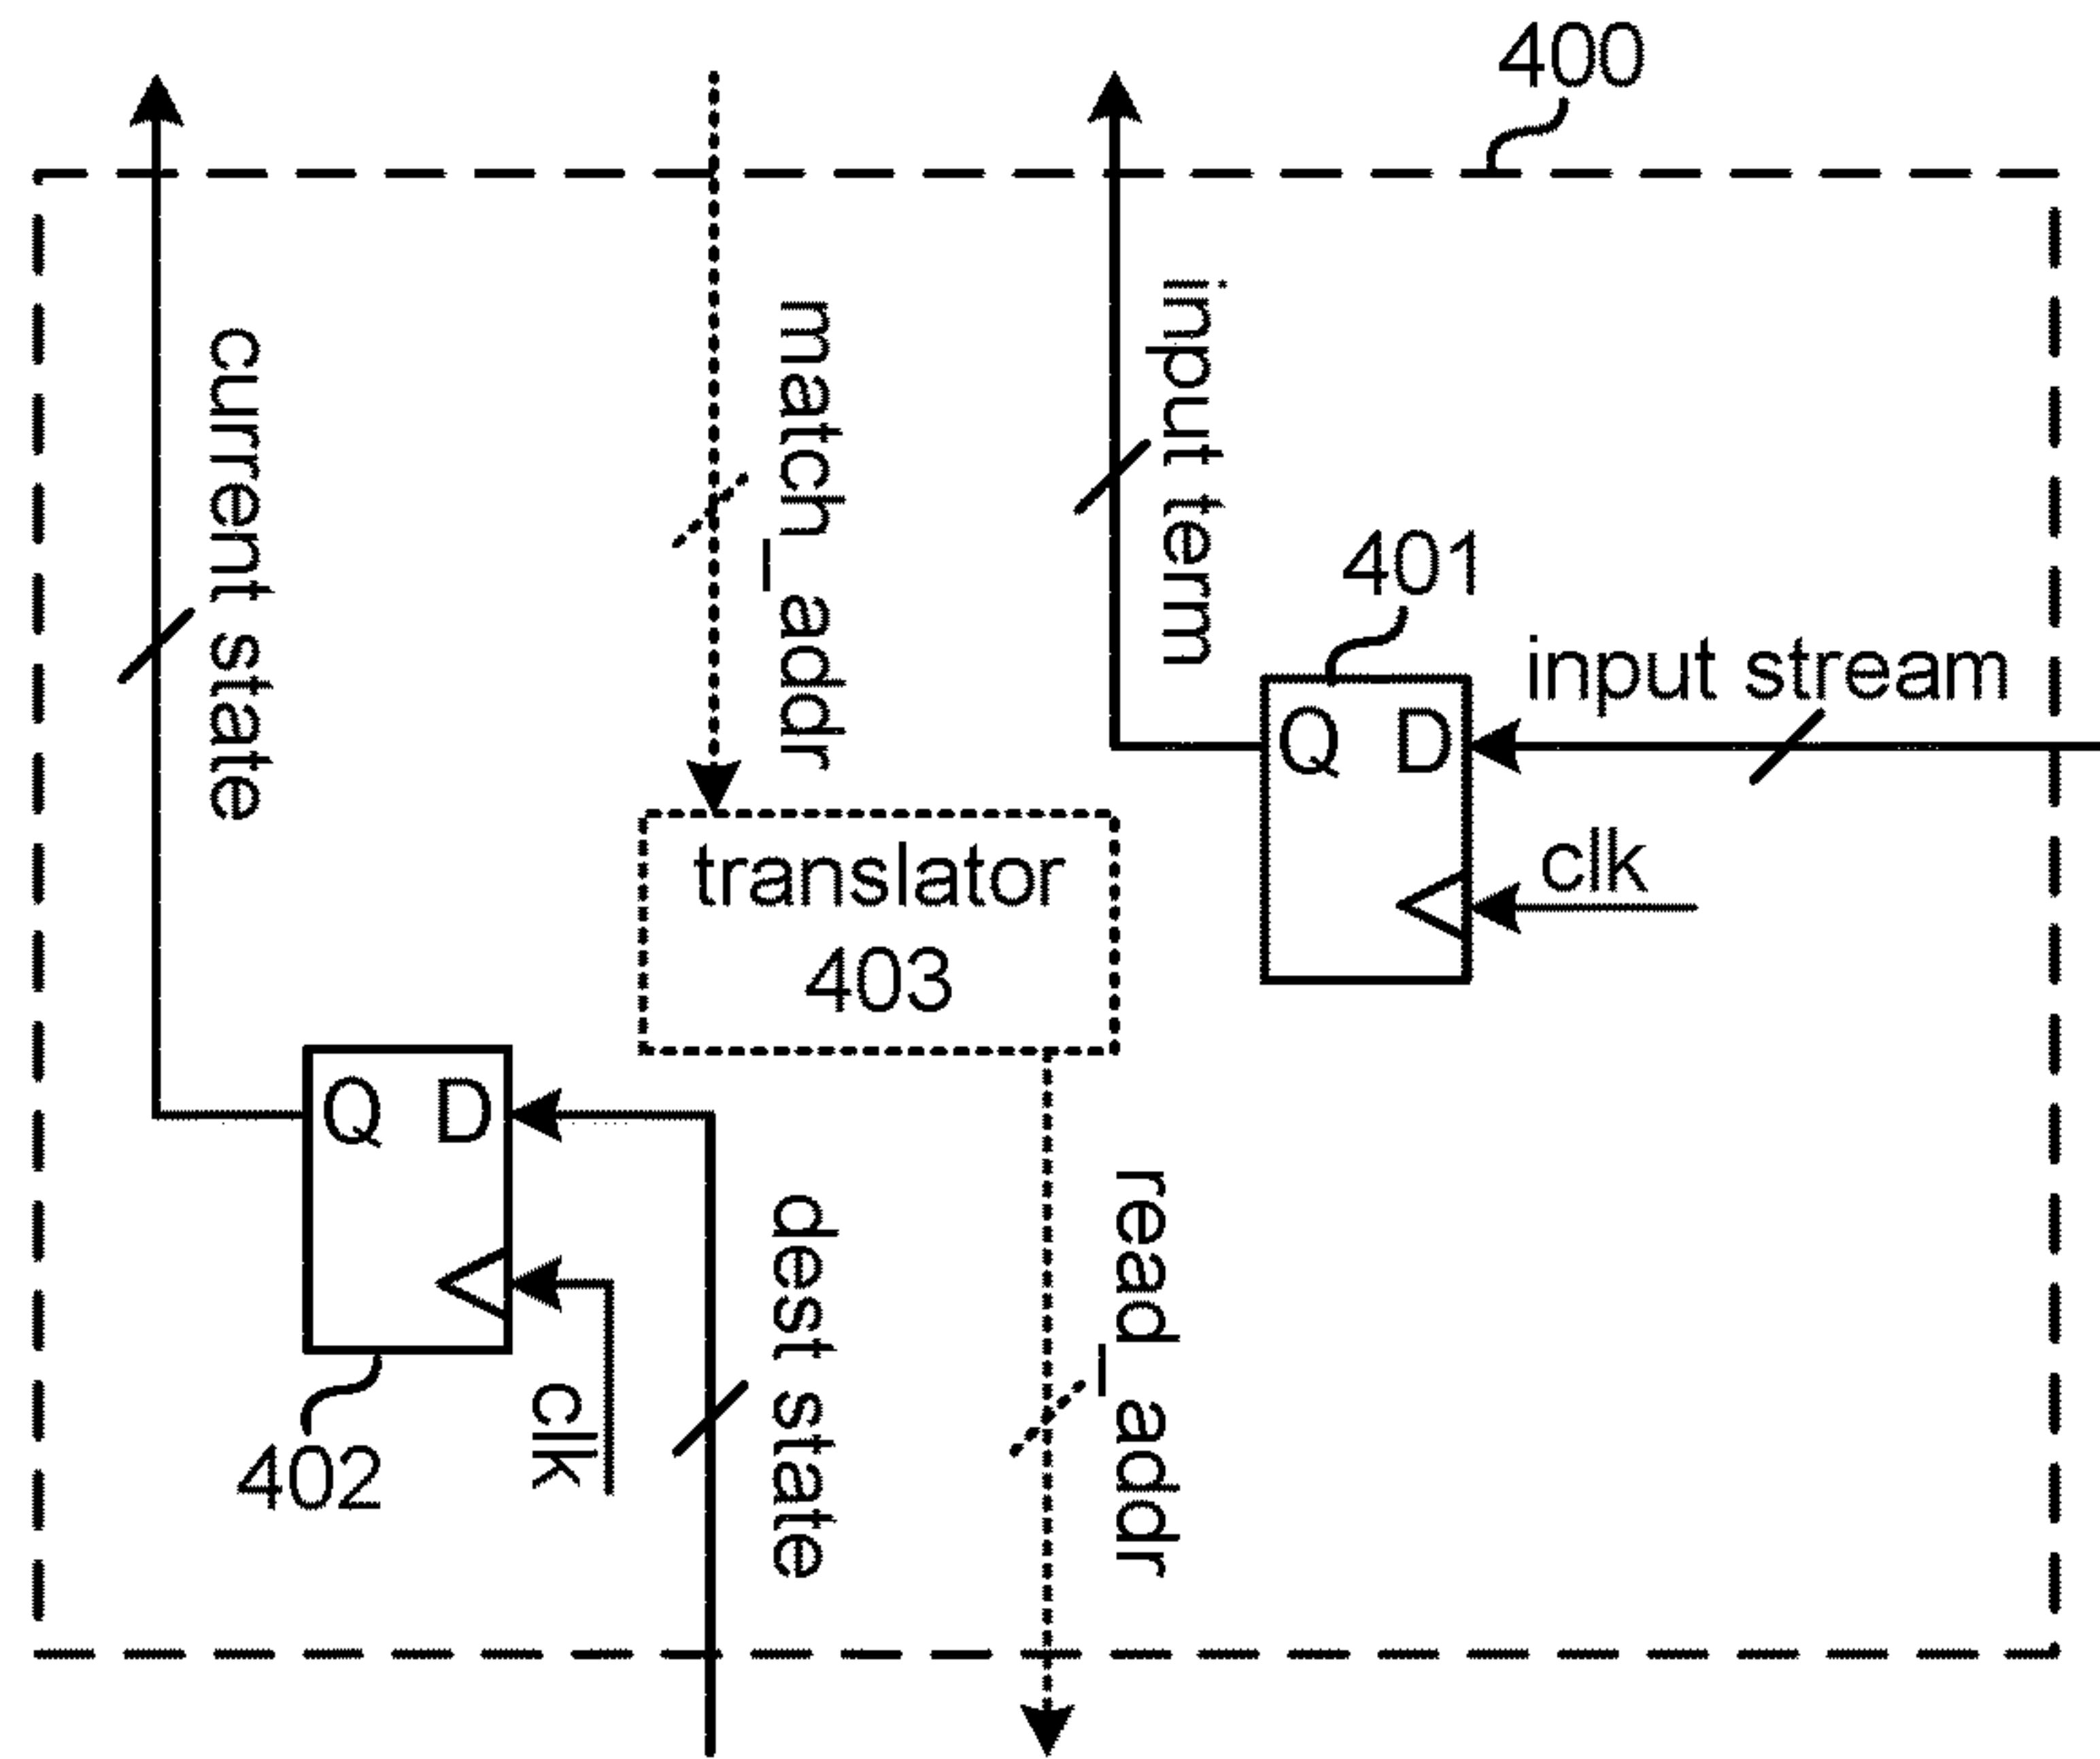 400
current state
match_addr
input term
401
input stream
Q D
clk
translator
403
Q D
clk
402
dest state
read_addr